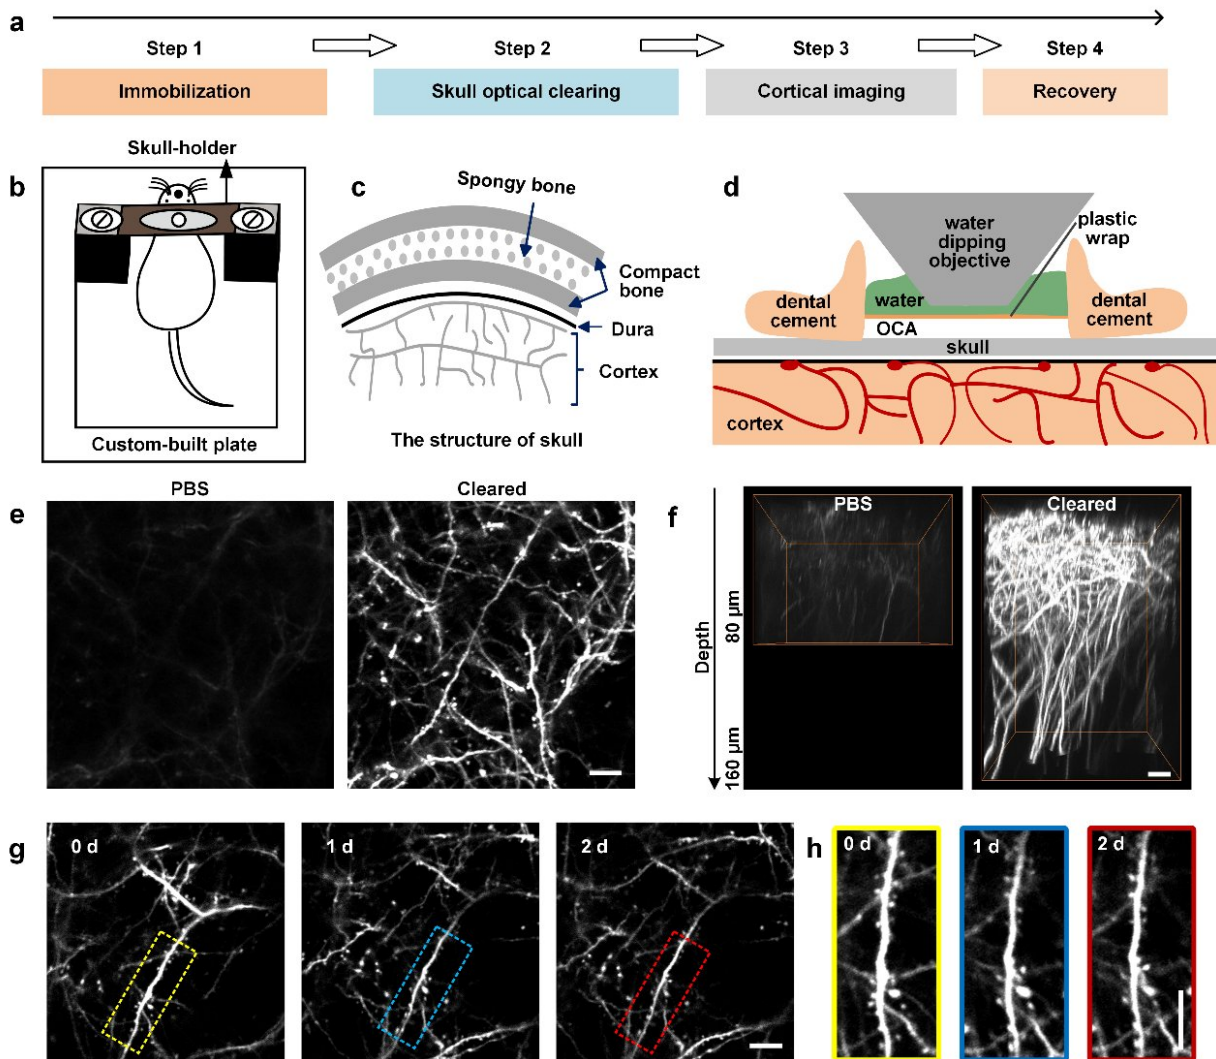 a
Step 1
Step 2
Step 3
Step 4
Immobilization
Skull optical clearing
Cortical imaging
Recovery
b
Skull-holder
Custom-built plate
c
Spongy bone
Compact
bone
Dura
Cortex
The structure of skull
d
water
dipping
objective
plastic
wrap
dental
cement
water
OCA
dental
cement
skull
cortex
e
PBS
Cleared
f
PBS
Cleared
Depth
80 µm
160 µm
g
0 d
1 d
2 d
h
0 d
1 d
2 d